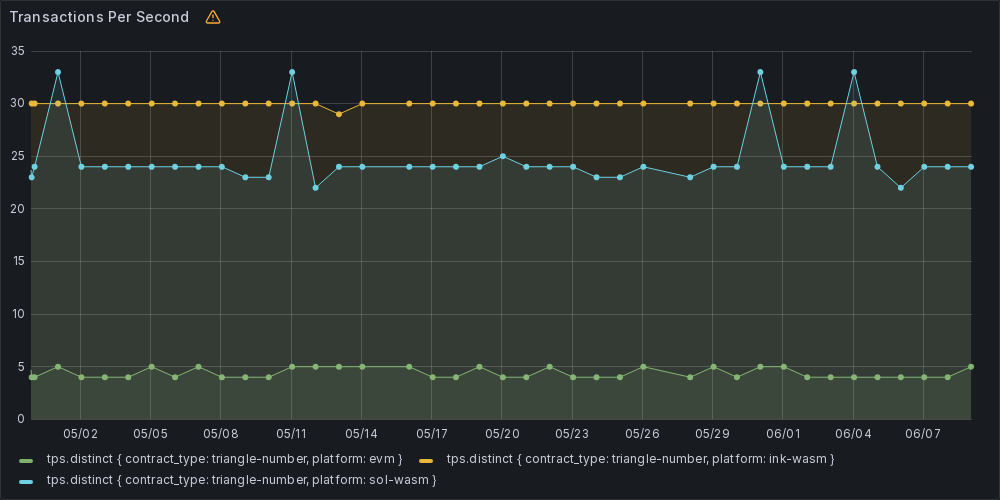 Transactions Per Second
35
30
25
20
15
10
5
0
05/02 05/05 05/08 05/11 05/14 05/17 05/20 05/23 05/26 05/29 06/01 06/04 06/07
tps.distinct { contract_type: triangle-number, platform: evm } tps.distinct { contract_type: triangle-number, platform: ink-wasm }
tps.distinct { contract_type: triangle-number, platform: sol-wasm }